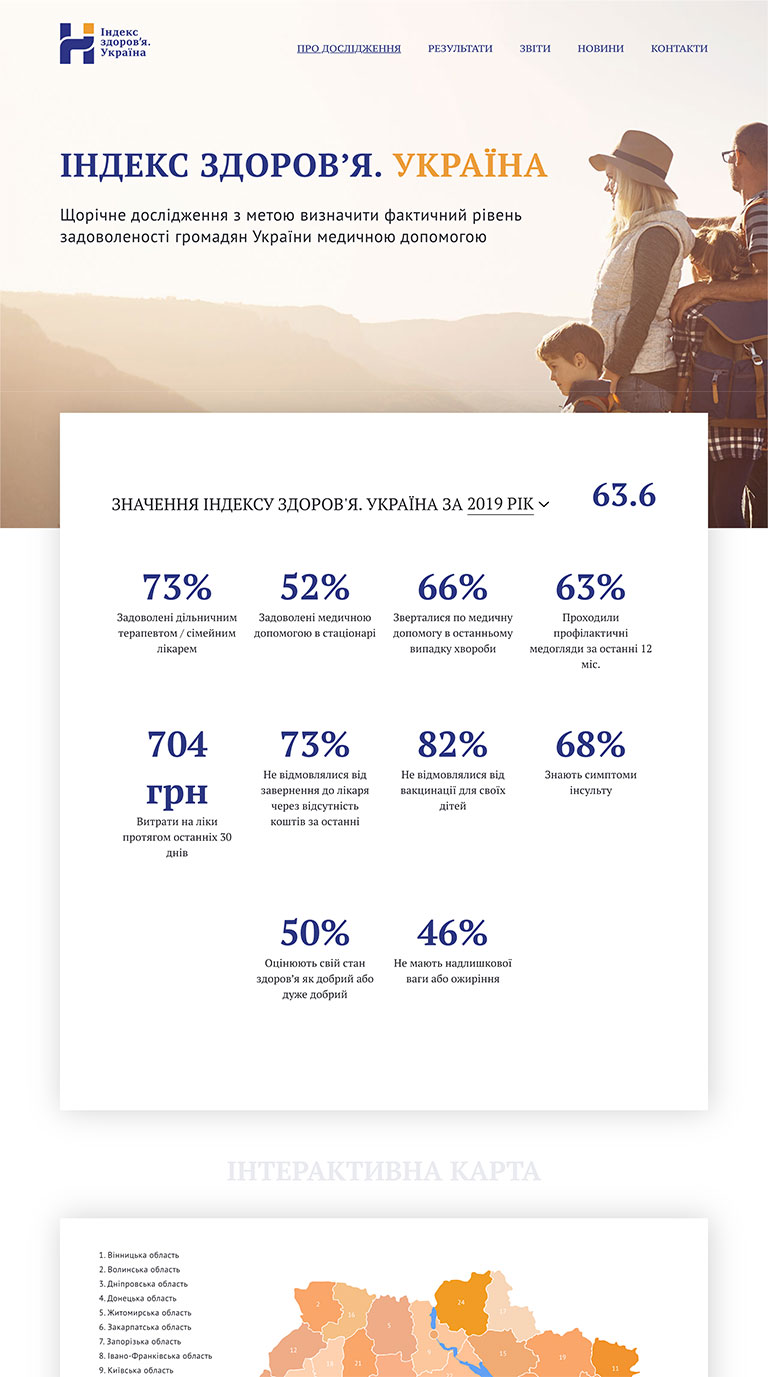 Індекс
здоров'я.
Україна
ПРО ДОСЛІДЖЕННЯ РЕЗУЛЬТАТИ ЗВІТИ НОВИНИ КОНТАКТИ
ІНДЕКС ЗДОРОВ’Я. УКРАЇНА
Щорічне дослідження з метою визначити фактичний рівень
задоволеності громадян України медичною допомогою
ЗНАЧЕННЯ ІНДЕКСУ ЗДОРОВ'Я. УКРАЇНА ЗА 2019 РІК 63.6
73%
Задоволені дільничним
терапевтом / сімейним
лікарем
52%
Задоволені медичною
допомогою в стаціонарі
66%
Зверталися по медичну
допомогу в останньому
випадку хвороби
63%
Проходили
профілактичні
медогляди за останні 12
міс.
704
грн
Витрати на ліки
протягом останніх 30
днів
73%
Не відмовлялися від
завернення до лікаря
через відсутність
коштів за останні
82%
Не відмовлялися від
вакцинації для своїх
дітей
68%
Знають симптоми
інсульту
50%
Оцінюють свій стан
здоров’я як добрий або
дуже добрий
46%
Не мають надлишкової
ваги або ожиріння
ІНТЕРАКТИВНА КАРТА
1. Вінницька область
2. Волинська область
3. Дніпровська область
4. Донецька область
5. Житомирська область
6. Закарпатська область
7. Запорізька область
8. Івано-Франківська область
9. Київська область
2
16
5
24
17
12
18
21
9
15
19
11